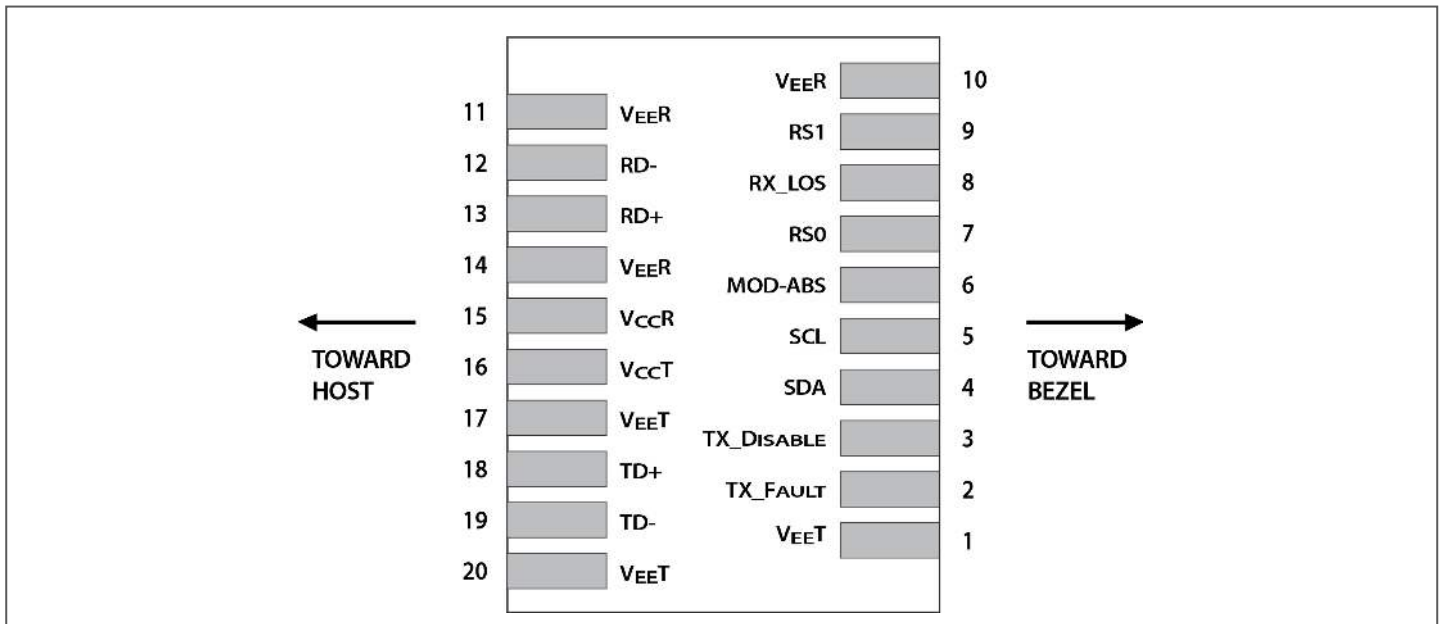 VEER 10
11 VEER
RS1 9
12 RD-
RX_LOS 8
13 RD+
RS0 7
14 VEER
MOD-ABS 6
15 VCCR
SCL 5
TOWARD HOST
TOWARD BEZEL
16 VCCT
SDA 4
17 VEET
TX_DISABLE 3
18 TD+
TX_FAULT 2
19 TD-
VEET 1
20 VEET